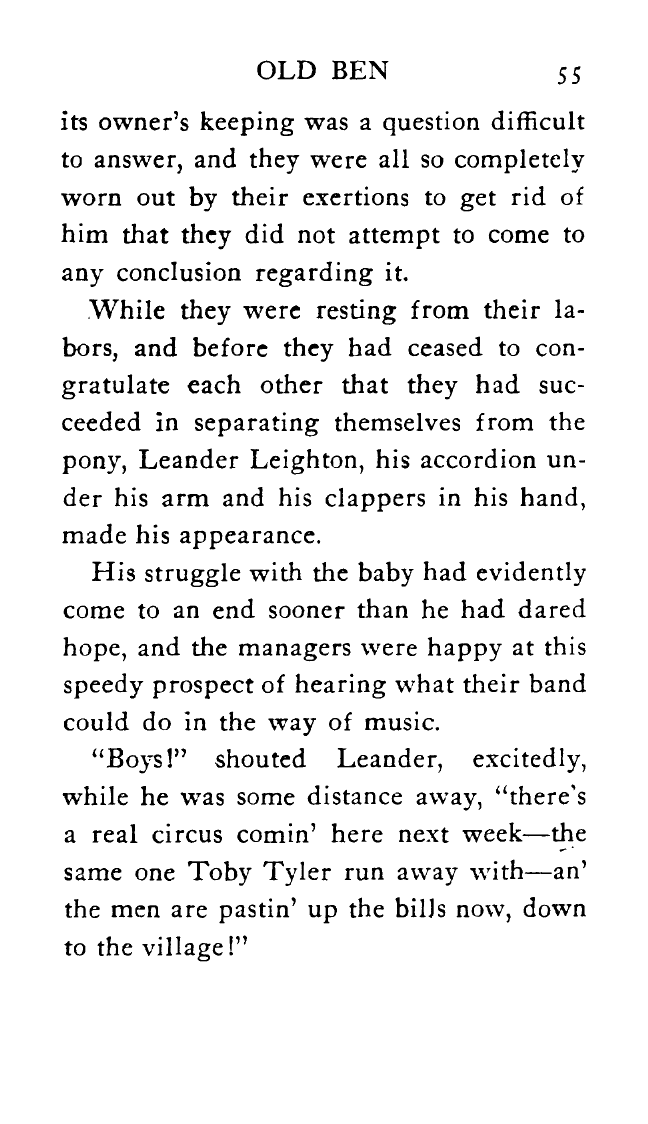 OLD BEN 55
its owner's keeping was a question difficult
to answer, and they were all so completely
worn out by their exertions to get rid of
him that they did not attempt to come to
any conclusion regarding it.
While they were resting from their la-
bors, and before they had ceased to con-
gratulate each other that they had suc-
ceeded in separating themselves from the
pony, Leander Leighton, his accordion un-
der his arm and his clappers in his hand,
made his appearance.
His struggle with the baby had evidently
come to an end sooner than he had dared
hope, and the managers were happy at this
speedy prospect of hearing what their band
could do in the way of music.
“Boys!” shouted Leander, excitedly,
while he was some distance away, “there's
a real circus comin’ here next week—the
same one Toby Tyler run away with—an’
the men are pastin’ up the bills now, down
to the village!”